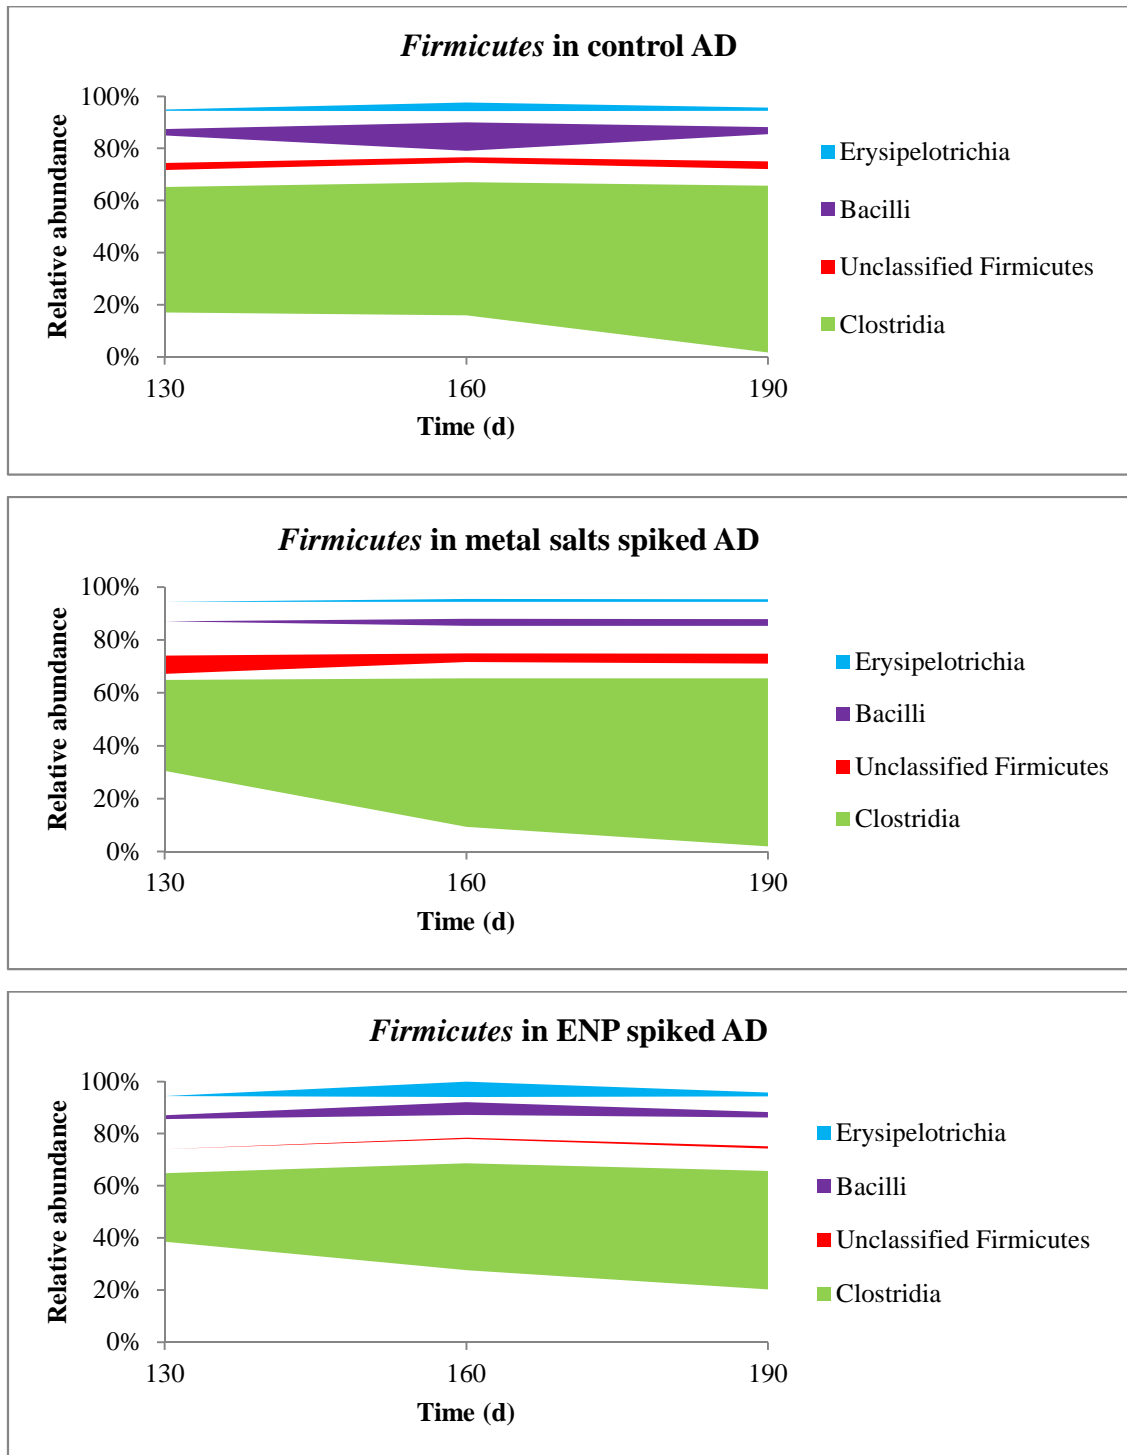 Firmicutes in control AD
Relative abundance
100%
80%
60%
40%
20%
0%
130 160 190
Time (d)
Erysipelotrichia
Bacilli
Unclassified Firmicutes
Clostridia
Firmicutes in metal salts spiked AD
Relative abundance
100%
80%
60%
40%
20%
0%
130 160 190
Time (d)
Erysipelotrichia
Bacilli
Unclassified Firmicutes
Clostridia
Firmicutes in ENP spiked AD
Relative abundance
100%
80%
60%
40%
20%
0%
130 160 190
Time (d)
Erysipelotrichia
Bacilli
Unclassified Firmicutes
Clostridia